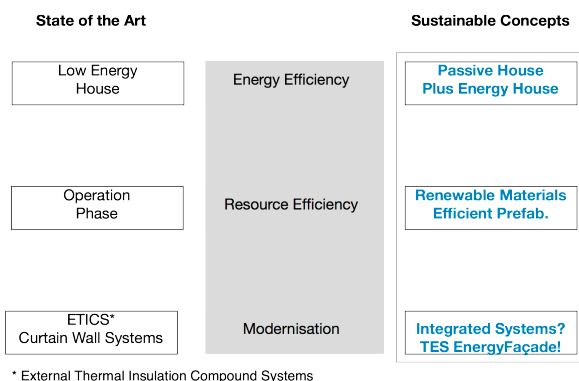 State of the Art
Sustainable Concepts
Low Energy
House
Energy Efficiency
Passive House
Plus Energy House
Operation
Phase
Resource Efficiency
Renewable Materials
Efficient Prefab.
ETICS*
Curtain Wall Systems
Modernisation
Integrated Systems?
TES EnergyFaçade!
* External Thermal Insulation Compound Systems